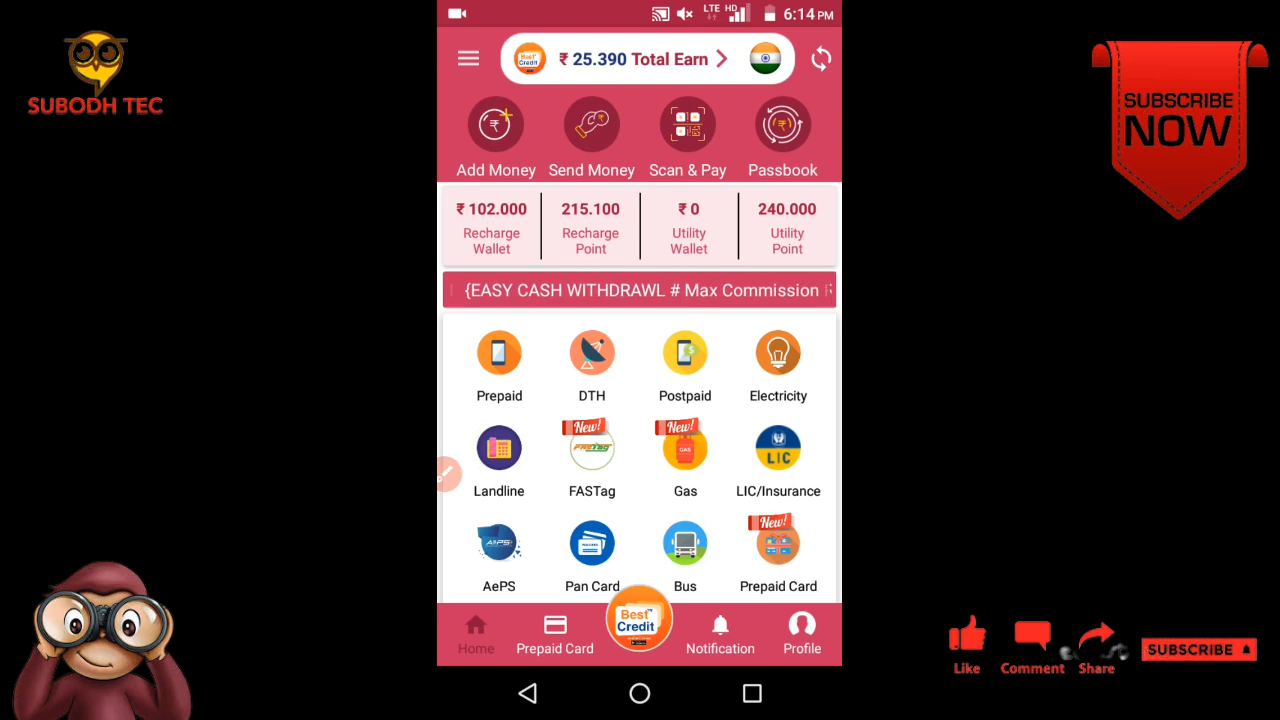 LTE HD 6:14 PM
SUBODH TEC
Best Credit
₹ 25.390 Total Earn
SUBSCRIBE
NOW
Add Money Send Money Scan & Pay Passbook
₹ 102.000 215.100 ₹ 0 240.000
Recharge Recharge Utility Utility
Wallet Point Wallet Point
{EASY CASH WITHDRAWL # Max Commission
Prepaid DTH Postpaid Electricity
New! New!
FASTAG GAS LIC
Landline FASTag Gas LIC/Insurance
New!
AEPS
AePS Pan Card Bus Prepaid Card
Best
Credit
Home Prepaid Card Notification Profile
Like Comment Share SUBSCRIBE